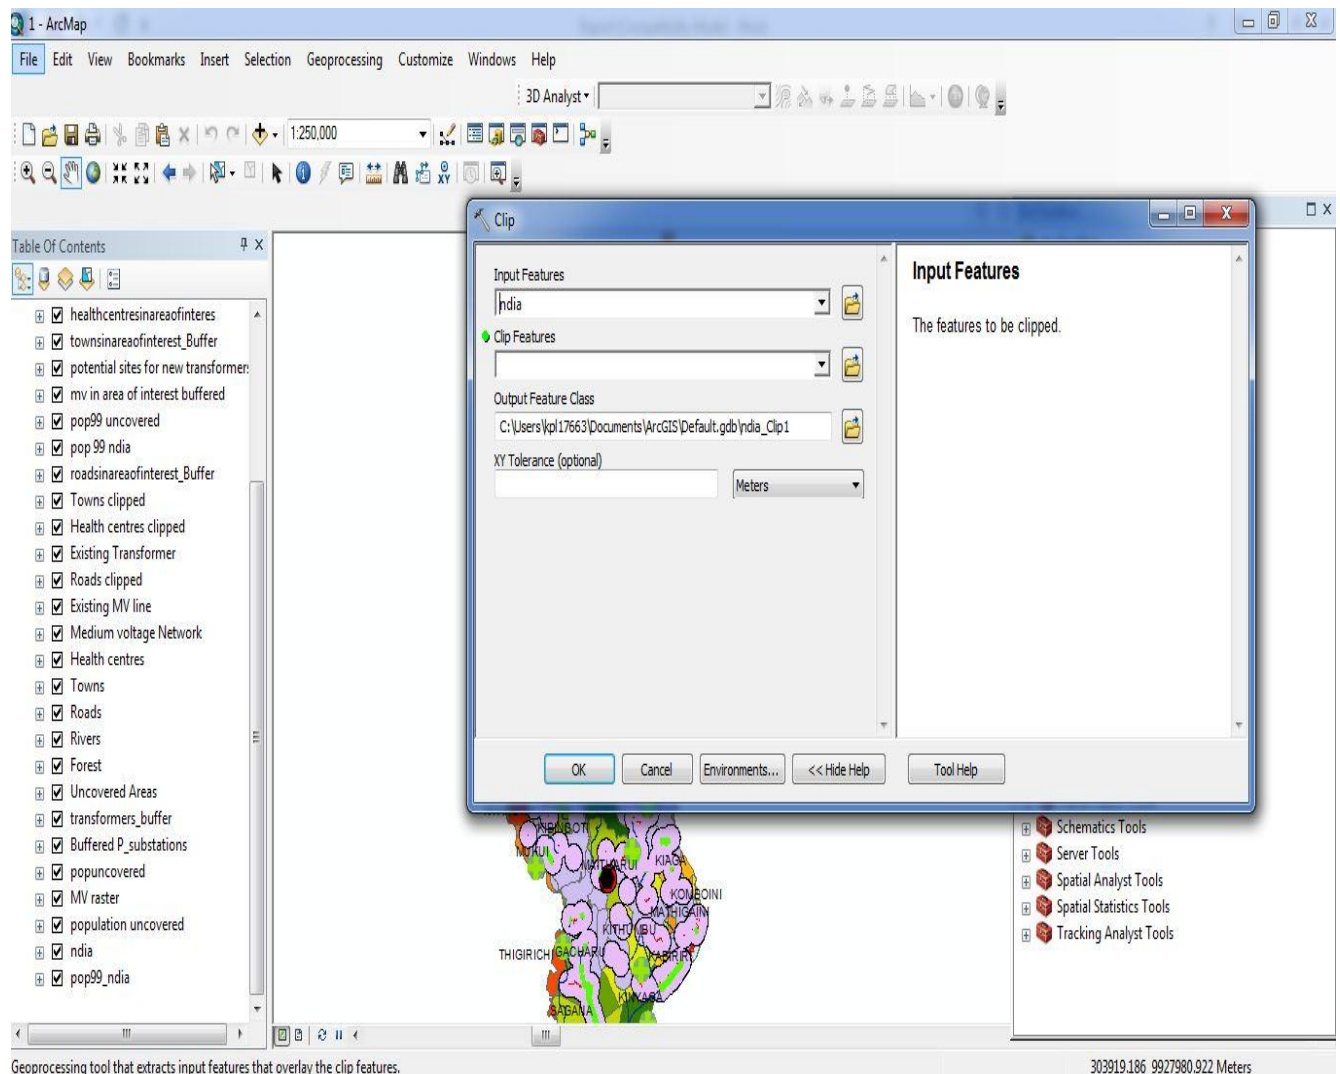 1 - ArcMap
File Edit View Bookmarks Insert Selection Geoprocessing Customize Windows Help
3D Analyst
1:250,000
Table Of Contents
healthcentresinareaofinteres
townsinareaofinterest_Buffer
potential sites for new transformer
mv in area of interest buffered
pop99 uncovered
pop 99 ndia
roadsinareaofinterest_Buffer
Towns clipped
Health centres clipped
Existing Transformer
Roads clipped
Existing MV line
Medium voltage Network
Health centres
Towns
Roads
Rivers
Forest
Uncovered Areas
transformers_buffer
Buffered P_substations
popuncovered
MV raster
population uncovered
ndia
pop99_ndia
Clip
Input Features
ndia
Clip Features
Output Feature Class
C:\Users\kpl17663\Documents\ArcGIS\Default.gdb\ndia_Clip1
XY Tolerance (optional)
Meters
OK Cancel Environments... << Hide Help Tool Help
Input Features
The features to be clipped.
KIAGA
KOMBOINI
MATHIGAINI
KITHUMBU
THIGIRICHI
GACHARU
KABIRIRI
SAGANA
Schematics Tools
Server Tools
Spatial Analyst Tools
Spatial Statistics Tools
Tracking Analyst Tools
Geoprocessing tool that extracts input features that overlay the clip features.
303919.186 9927980.922 Meters